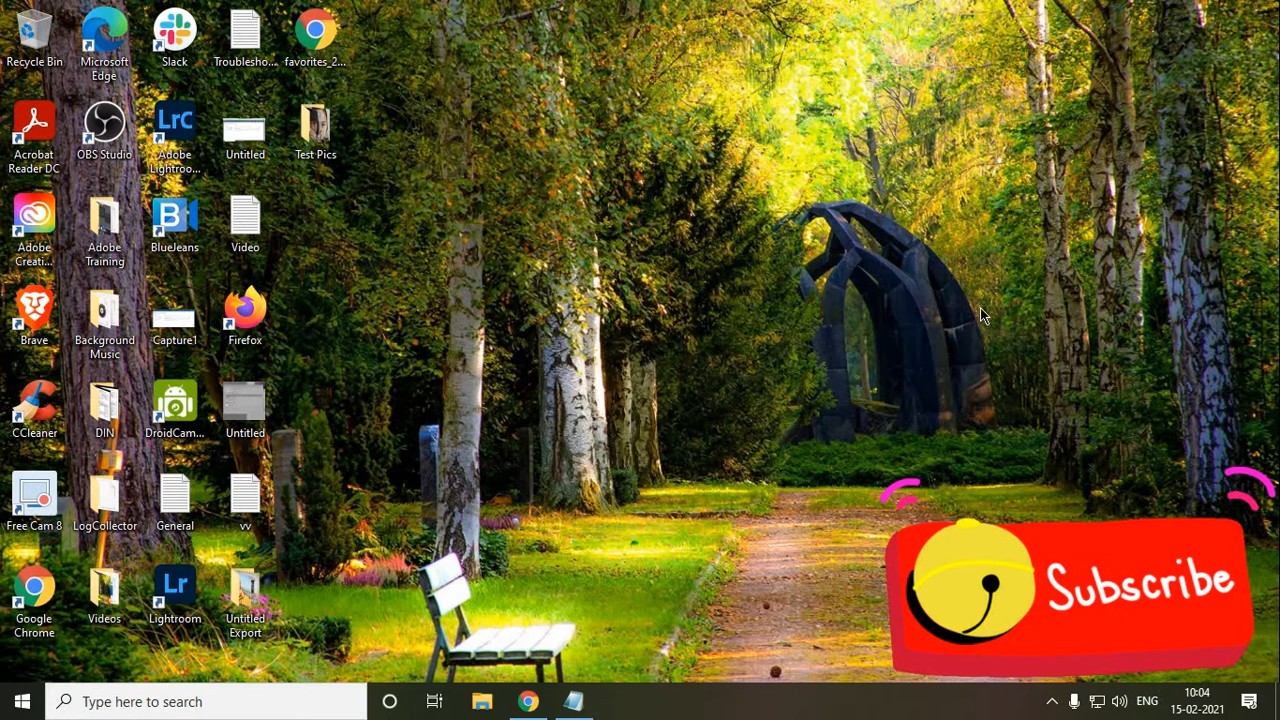 Recycle Bin
Microsoft
Edge
Slack
Troublesho...
favorites_2...
Acrobat
Reader DC
OBS Studio
Lrc
Adobe
Lightroo...
Untitled
Test Pics
Adobe
Creati...
Adobe
Training
B
BlueJeans
Video
Brave
Background
Music
Capture1
Firefox
CCleaner
DIN
DroidCam...
Untitled
Free Cam 8
LogCollector
General
vv
Google
Chrome
Videos
Lr
Lightroom
Untitled
Export
Subscribe
Type here to search
ENG
10:04
15-02-2021